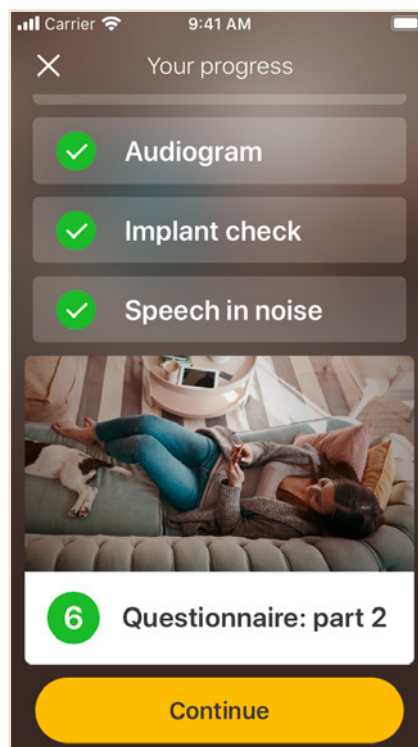 Carrier 9:41 AM
Your progress
Audiogram
Implant check
Speech in noise
6 Questionnaire: part 2
Continue